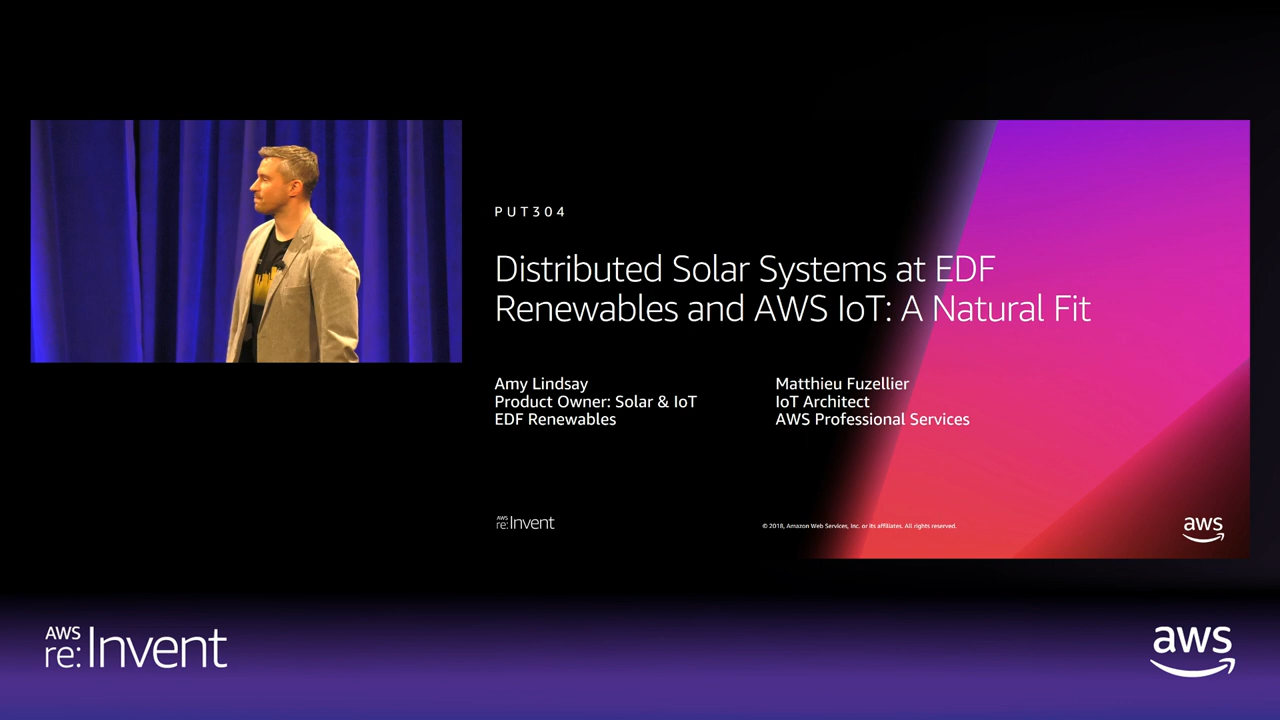 PUT304
Distributed Solar Systems at EDF
Renewables and AWS IoT: A Natural Fit
Amy Lindsay
Product Owner: Solar & IoT
EDF Renewables
Matthieu Fuzellier
IoT Architect
AWS Professional Services
AWS
re:Invent
© 2018, Amazon Web Services, Inc. or its affiliates. All rights reserved.
aws
AWS
re:Invent
aws